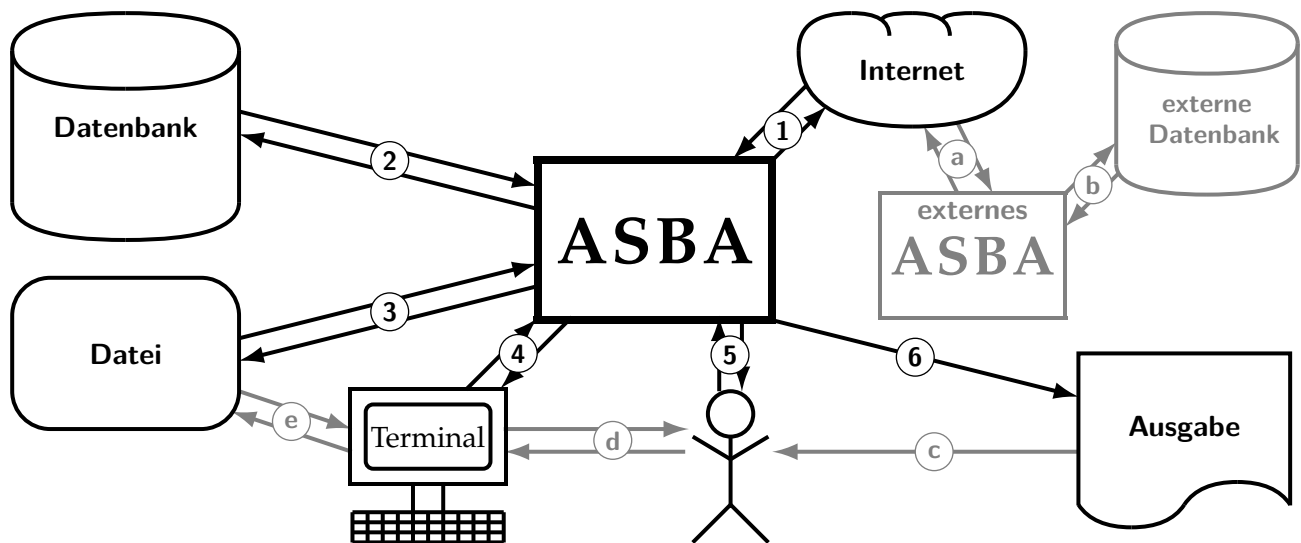 Datenbank
Internet
externe
Datenbank
1
2
a
b
externes
ASBA
ASBA
3
Datei
4
5
6
Terminal
e
d
c
Ausgabe